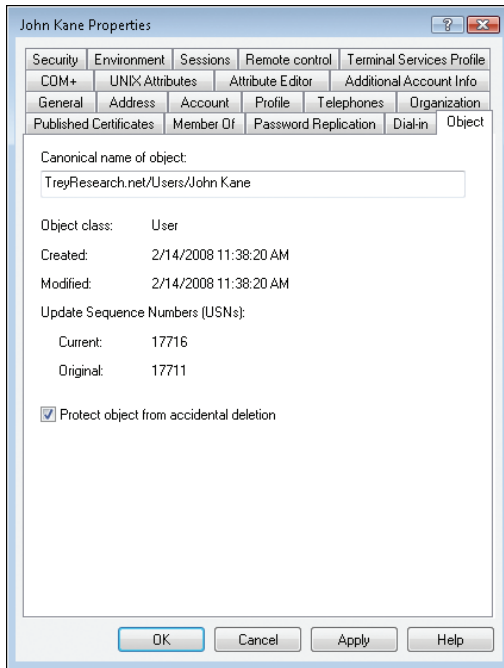 John Kane Properties
Security Environment Sessions Remote control Terminal Services Profile
COM+ UNIX Attributes Attribute Editor Additional Account Info
General Address Account Profile Telephones Organization
Published Certificates Member Of Password Replication Dial-in Object
Canonical name of object:
TreyResearch.net/Users/John Kane
Object class: User
Created: 2/14/2008 11:38:20 AM
Modified: 2/14/2008 11:38:20 AM
Update Sequence Numbers (USNs):
Current: 17716
Original: 17711
Protect object from accidental deletion
OK Cancel Apply Help